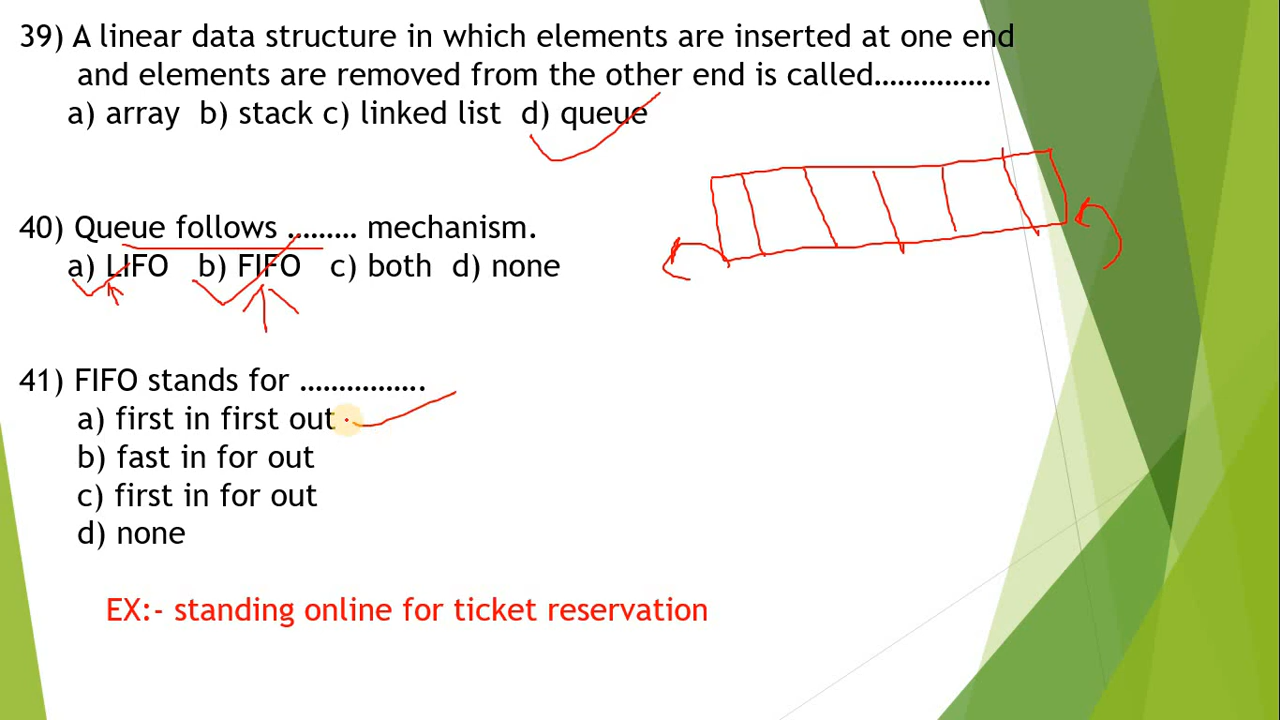 39) A linear data structure in which elements are inserted at one end
and elements are removed from the other end is called...............
a) array b) stack c) linked list d) queue
40) Queue follows ......... mechanism.
a) LIFO b) FIFO c) both d) none
41) FIFO stands for ................
a) first in first out
b) fast in for out
c) first in for out
d) none
EX:- standing online for ticket reservation